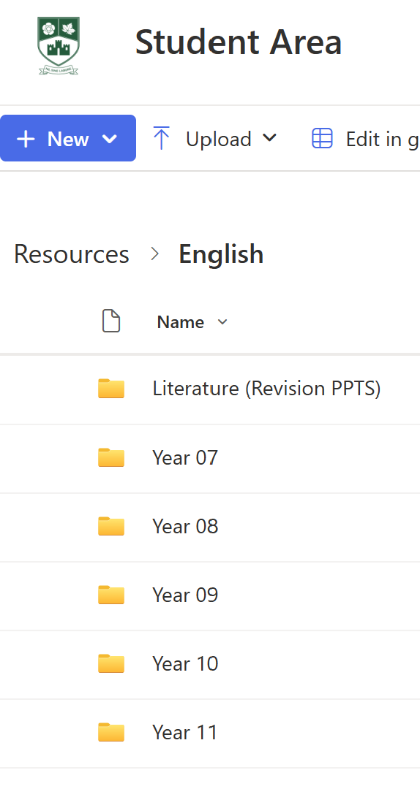 Student Area
New
Upload
Edit in g
Resources > English
Name
Literature (Revision PPTS)
Year 07
Year 08
Year 09
Year 10
Year 11